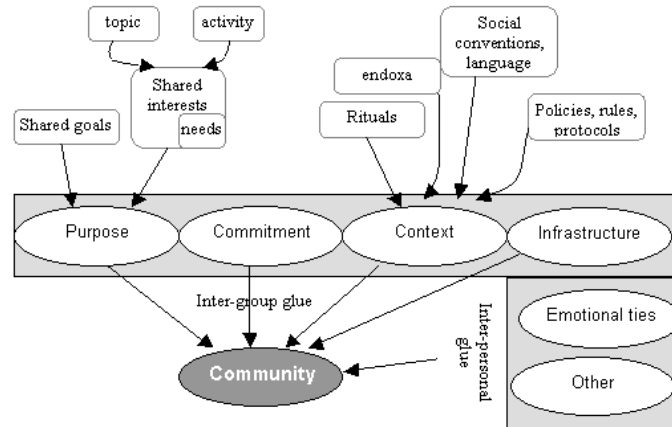 topic
activity
Social
conventions,
language
Shared
interests
needs
endoxa
Shared goals
Rituals
Policies, rules,
protocols
Purpose
Commitment
Context
Infrastructure
Inter-group glue
Inter-personal
glue
Emotional ties
Community
Other